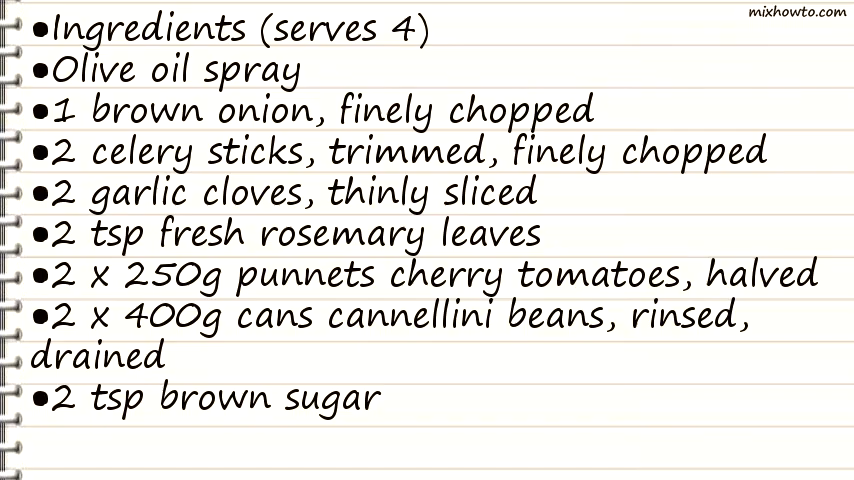 mixhowto.com
•Ingredients (serves 4)
•Olive oil spray
•1 brown onion, finely chopped
•2 celery sticks, trimmed, finely chopped
•2 garlic cloves, thinly sliced
•2 tsp fresh rosemary leaves
•2 x 250g punnets cherry tomatoes, halved
•2 x 400g cans cannellini beans, rinsed,
drained
•2 tsp brown sugar